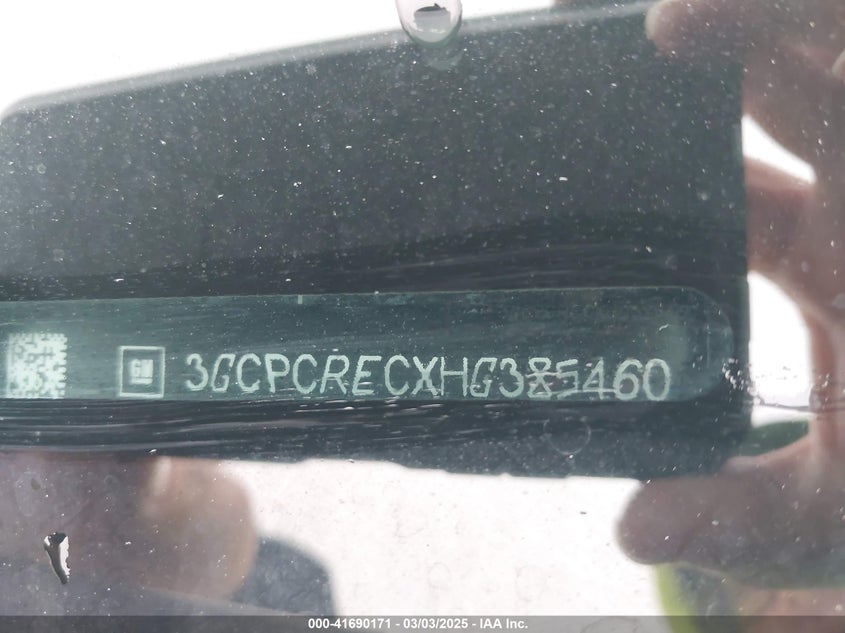 GM 3GCPCRECXHG385460
000-41690171 - 03/03/2025 - IAA Inc.